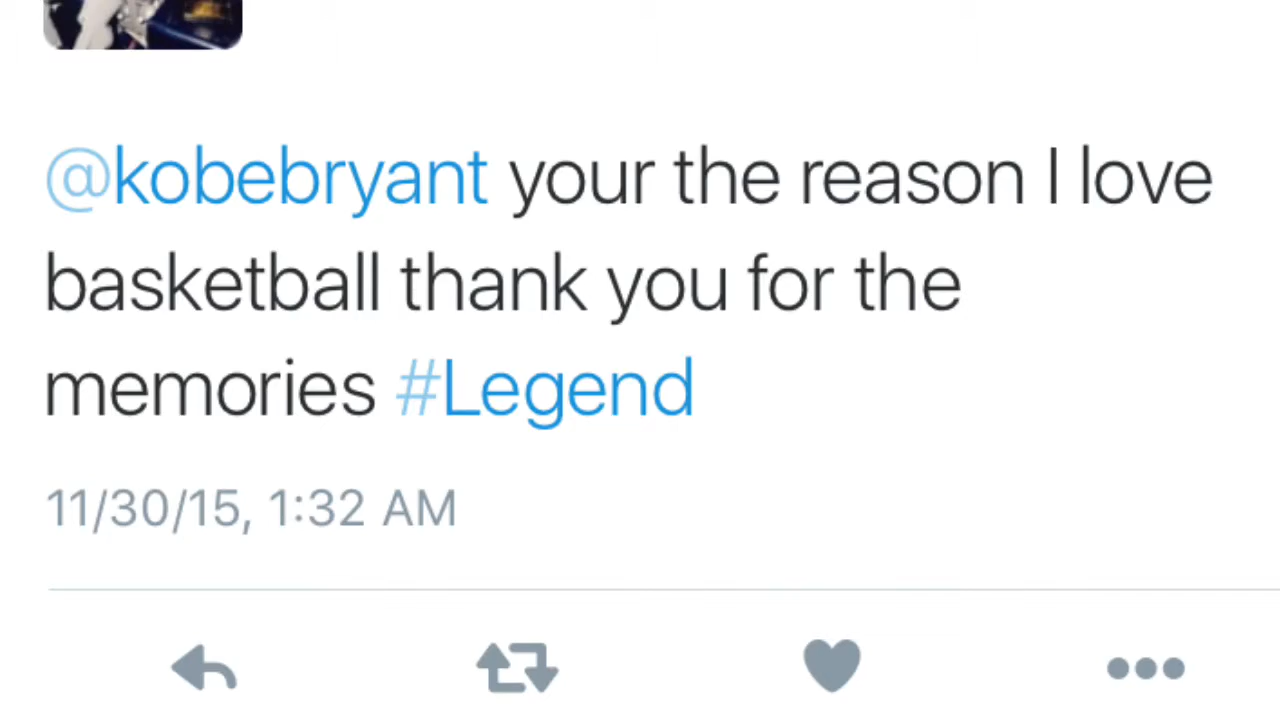 @kobebryant your the reason I love
basketball thank you for the
memories #Legend
11/30/15, 1:32 AM